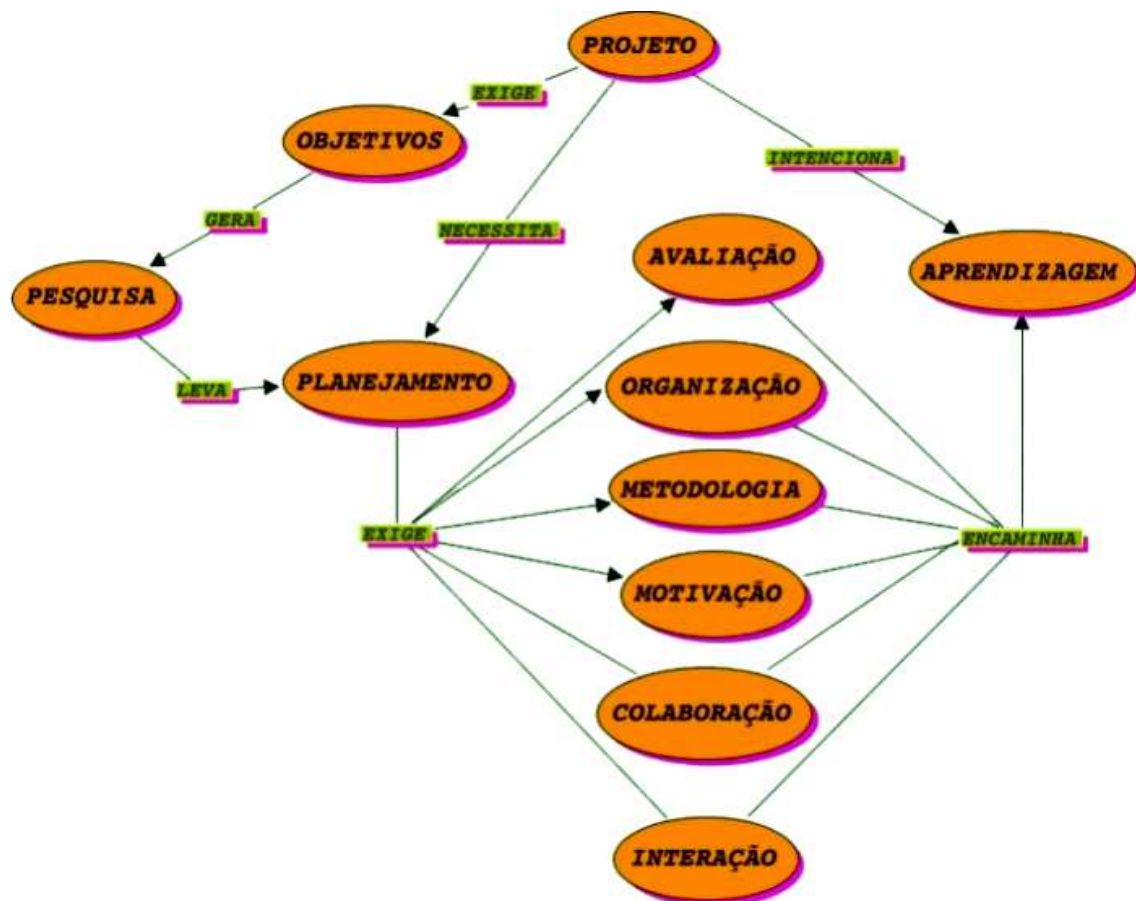 PROJETO
EXIGE
OBJETIVOS
INTENCIONA
GERA
NECESSITA
AVALIAÇÃO
APRENDIZAGEM
PESQUISA
PLANEJAMENTO
LEVA
ORGANIZAÇÃO
METODOLOGIA
EXIGE
ENCAMINHA
MOTIVAÇÃO
COLABORAÇÃO
INTERAÇÃO